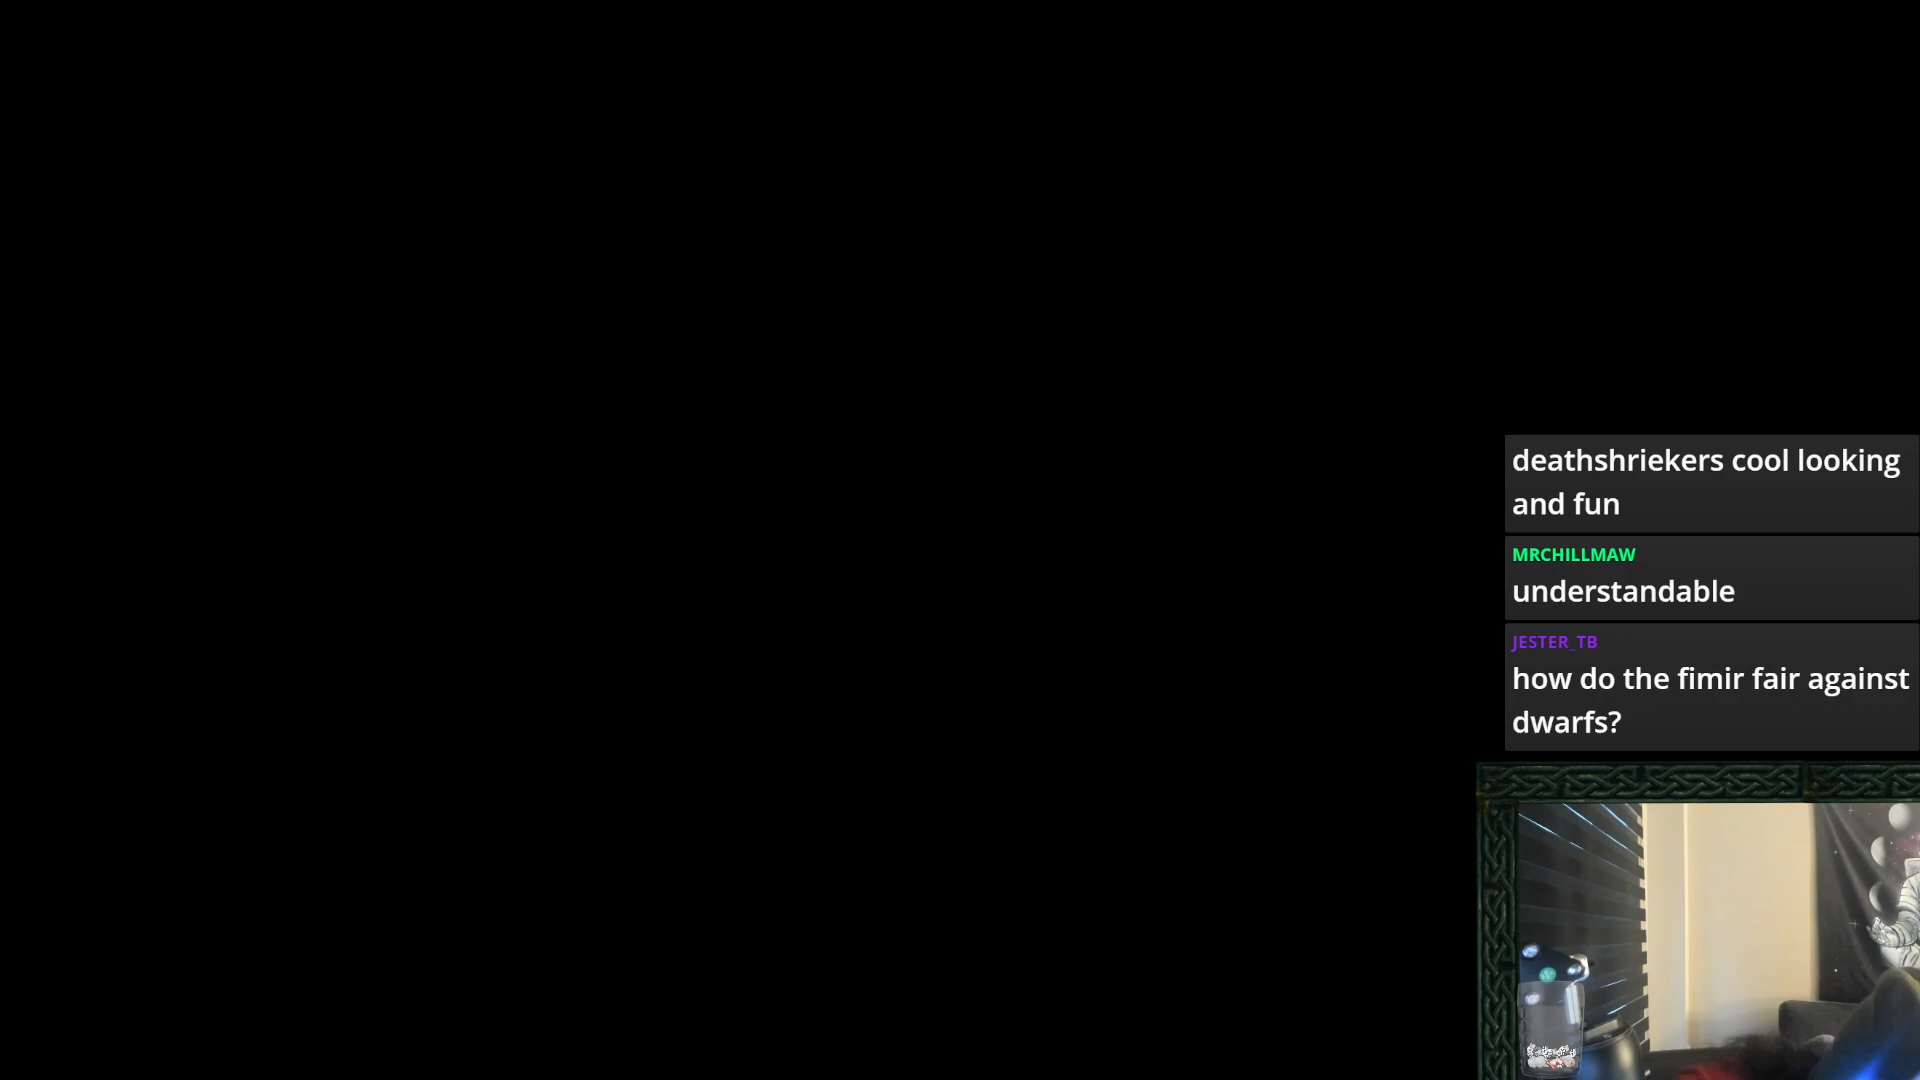 deathshriekers cool looking
and fun
MRCHILLMAW
understandable
JESTER_TB
how do the fimir fair against
dwarfs?